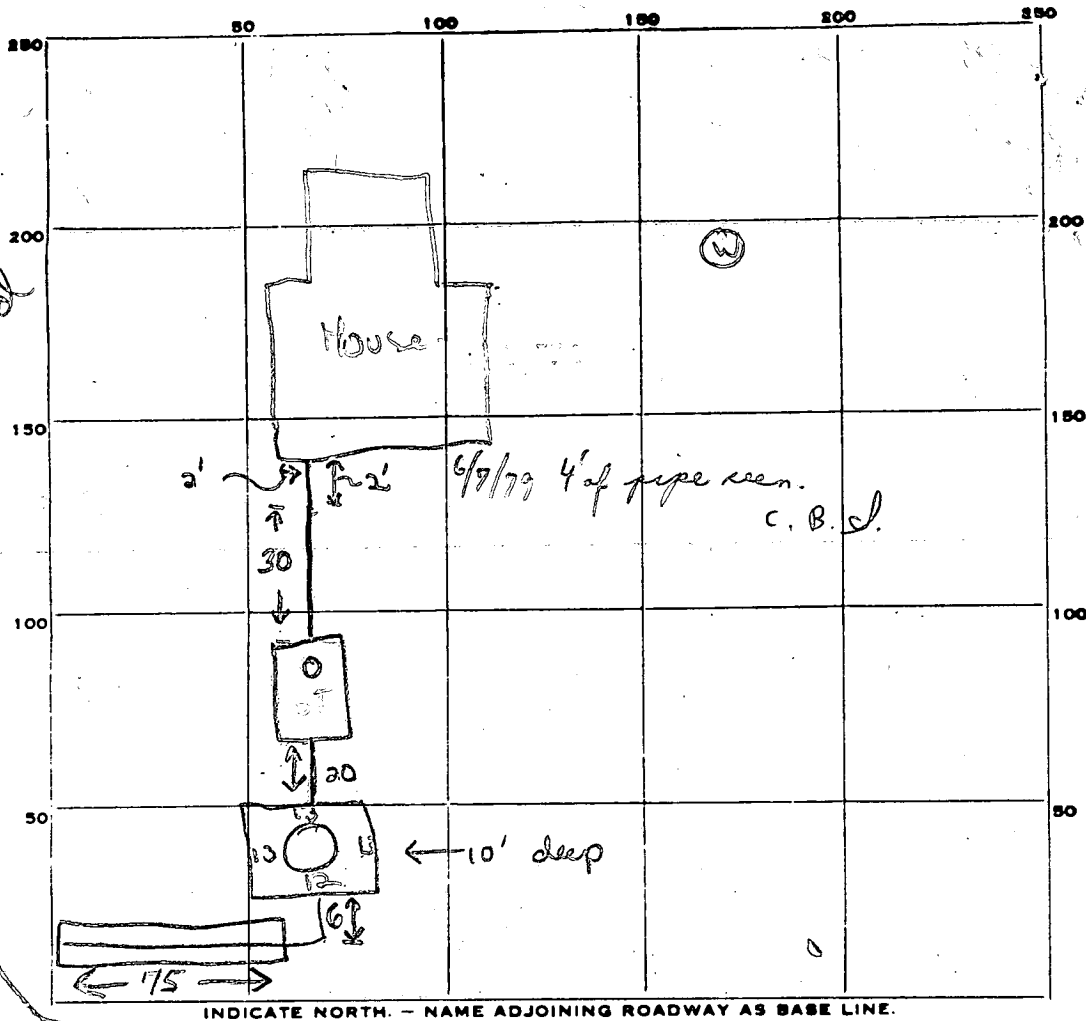 50 100 150 200 250
250
200 200
W
House
150 150
2' 2' 6/7/79 4' of pipe seen.
C. B. S.
30
100 100
20
50 50
13
13
12
← 10' deep
6
← 75 →
INDICATE NORTH. — NAME ADJOINING ROADWAY AS BASE LINE.